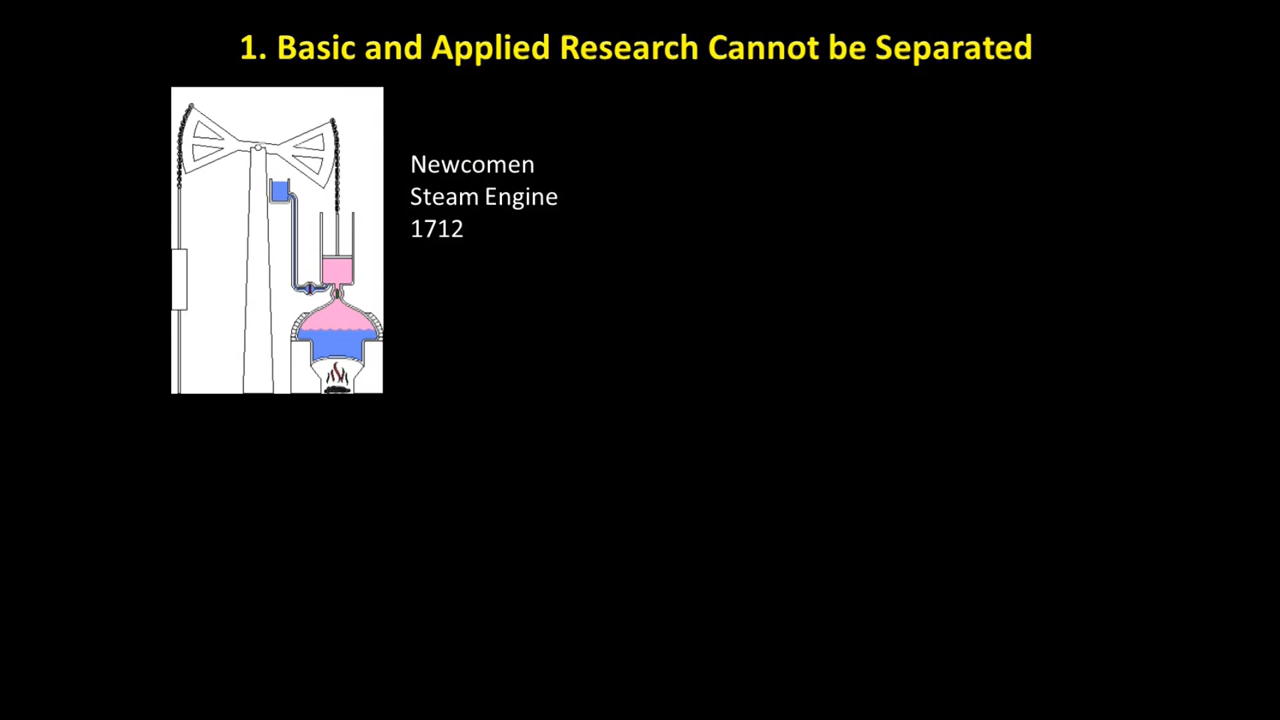 1. Basic and Applied Research Cannot be Separated
Newcomen
Steam Engine
1712